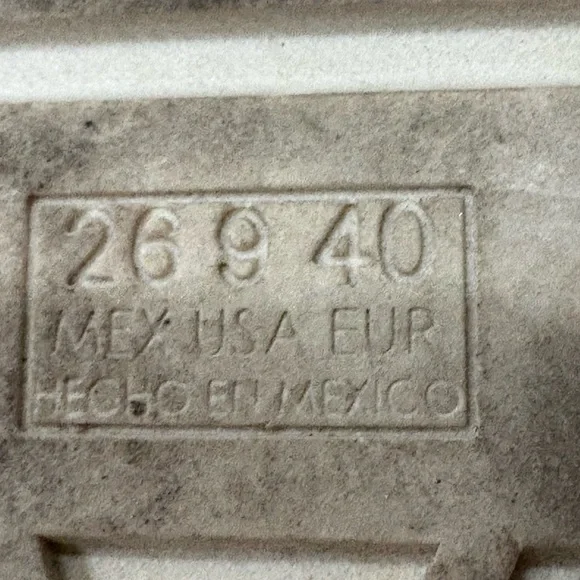 26 9 40
MEX USA EUR
HECHO EN MEXICO